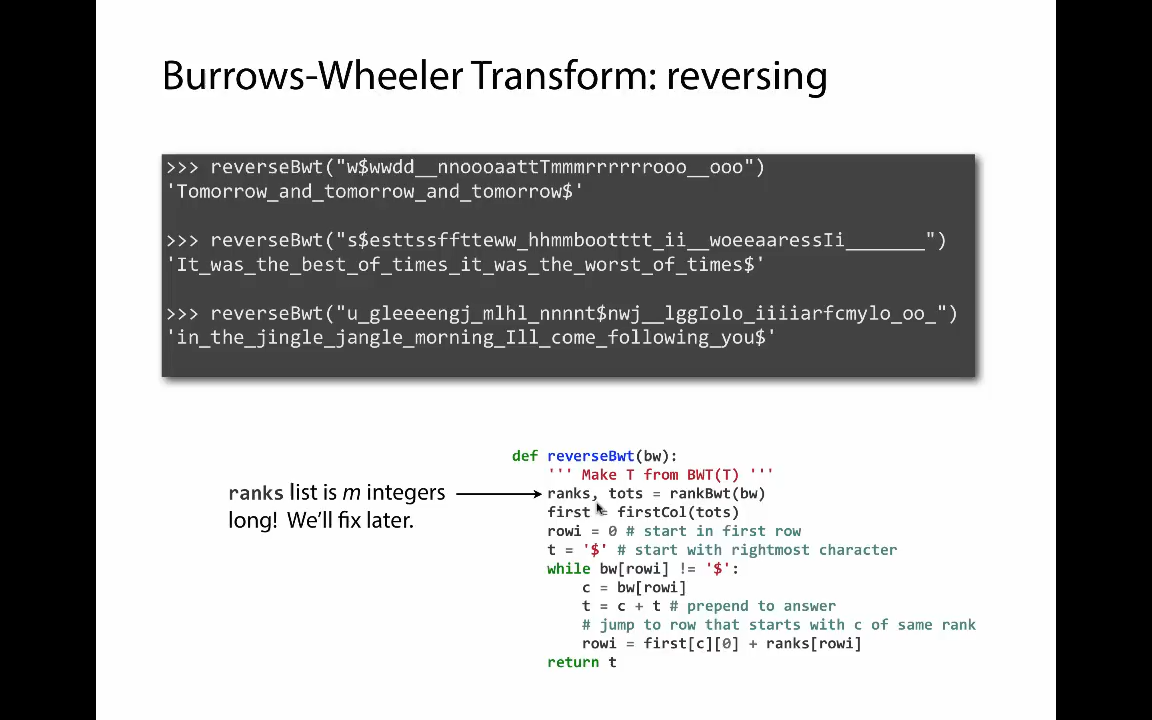 Burrows-Wheeler Transform: reversing
>>> reverseBwt("w$wwdd__nnoooaattTmmmrrrrrrooo__ooo")
'Tomorrow_and_tomorrow_and_tomorrow$'
>>> reverseBwt("s$esttssfftteww_hhmmbootttt_ii__woeeaaressIi_______")
'It_was_the_best_of_times_it_was_the_worst_of_times$'
>>> reverseBwt("u_gleeeengj_mlhl_nnnnt$nwj__lggIolo_iiiiarfcmylo_oo_")
'in_the_jingle_jangle_morning_Ill_come_following_you$'
ranks list is m integers
long! We'll fix later.
def reverseBwt(bw):
''' Make T from BWT(T) '''
ranks, tots = rankBwt(bw)
first = firstCol(tots)
rowi = 0 # start in first row
t = '$' # start with rightmost character
while bw[rowi] != '$':
c = bw[rowi]
t = c + t # prepend to answer
# jump to row that starts with c of same rank
rowi = first[c][0] + ranks[rowi]
return t